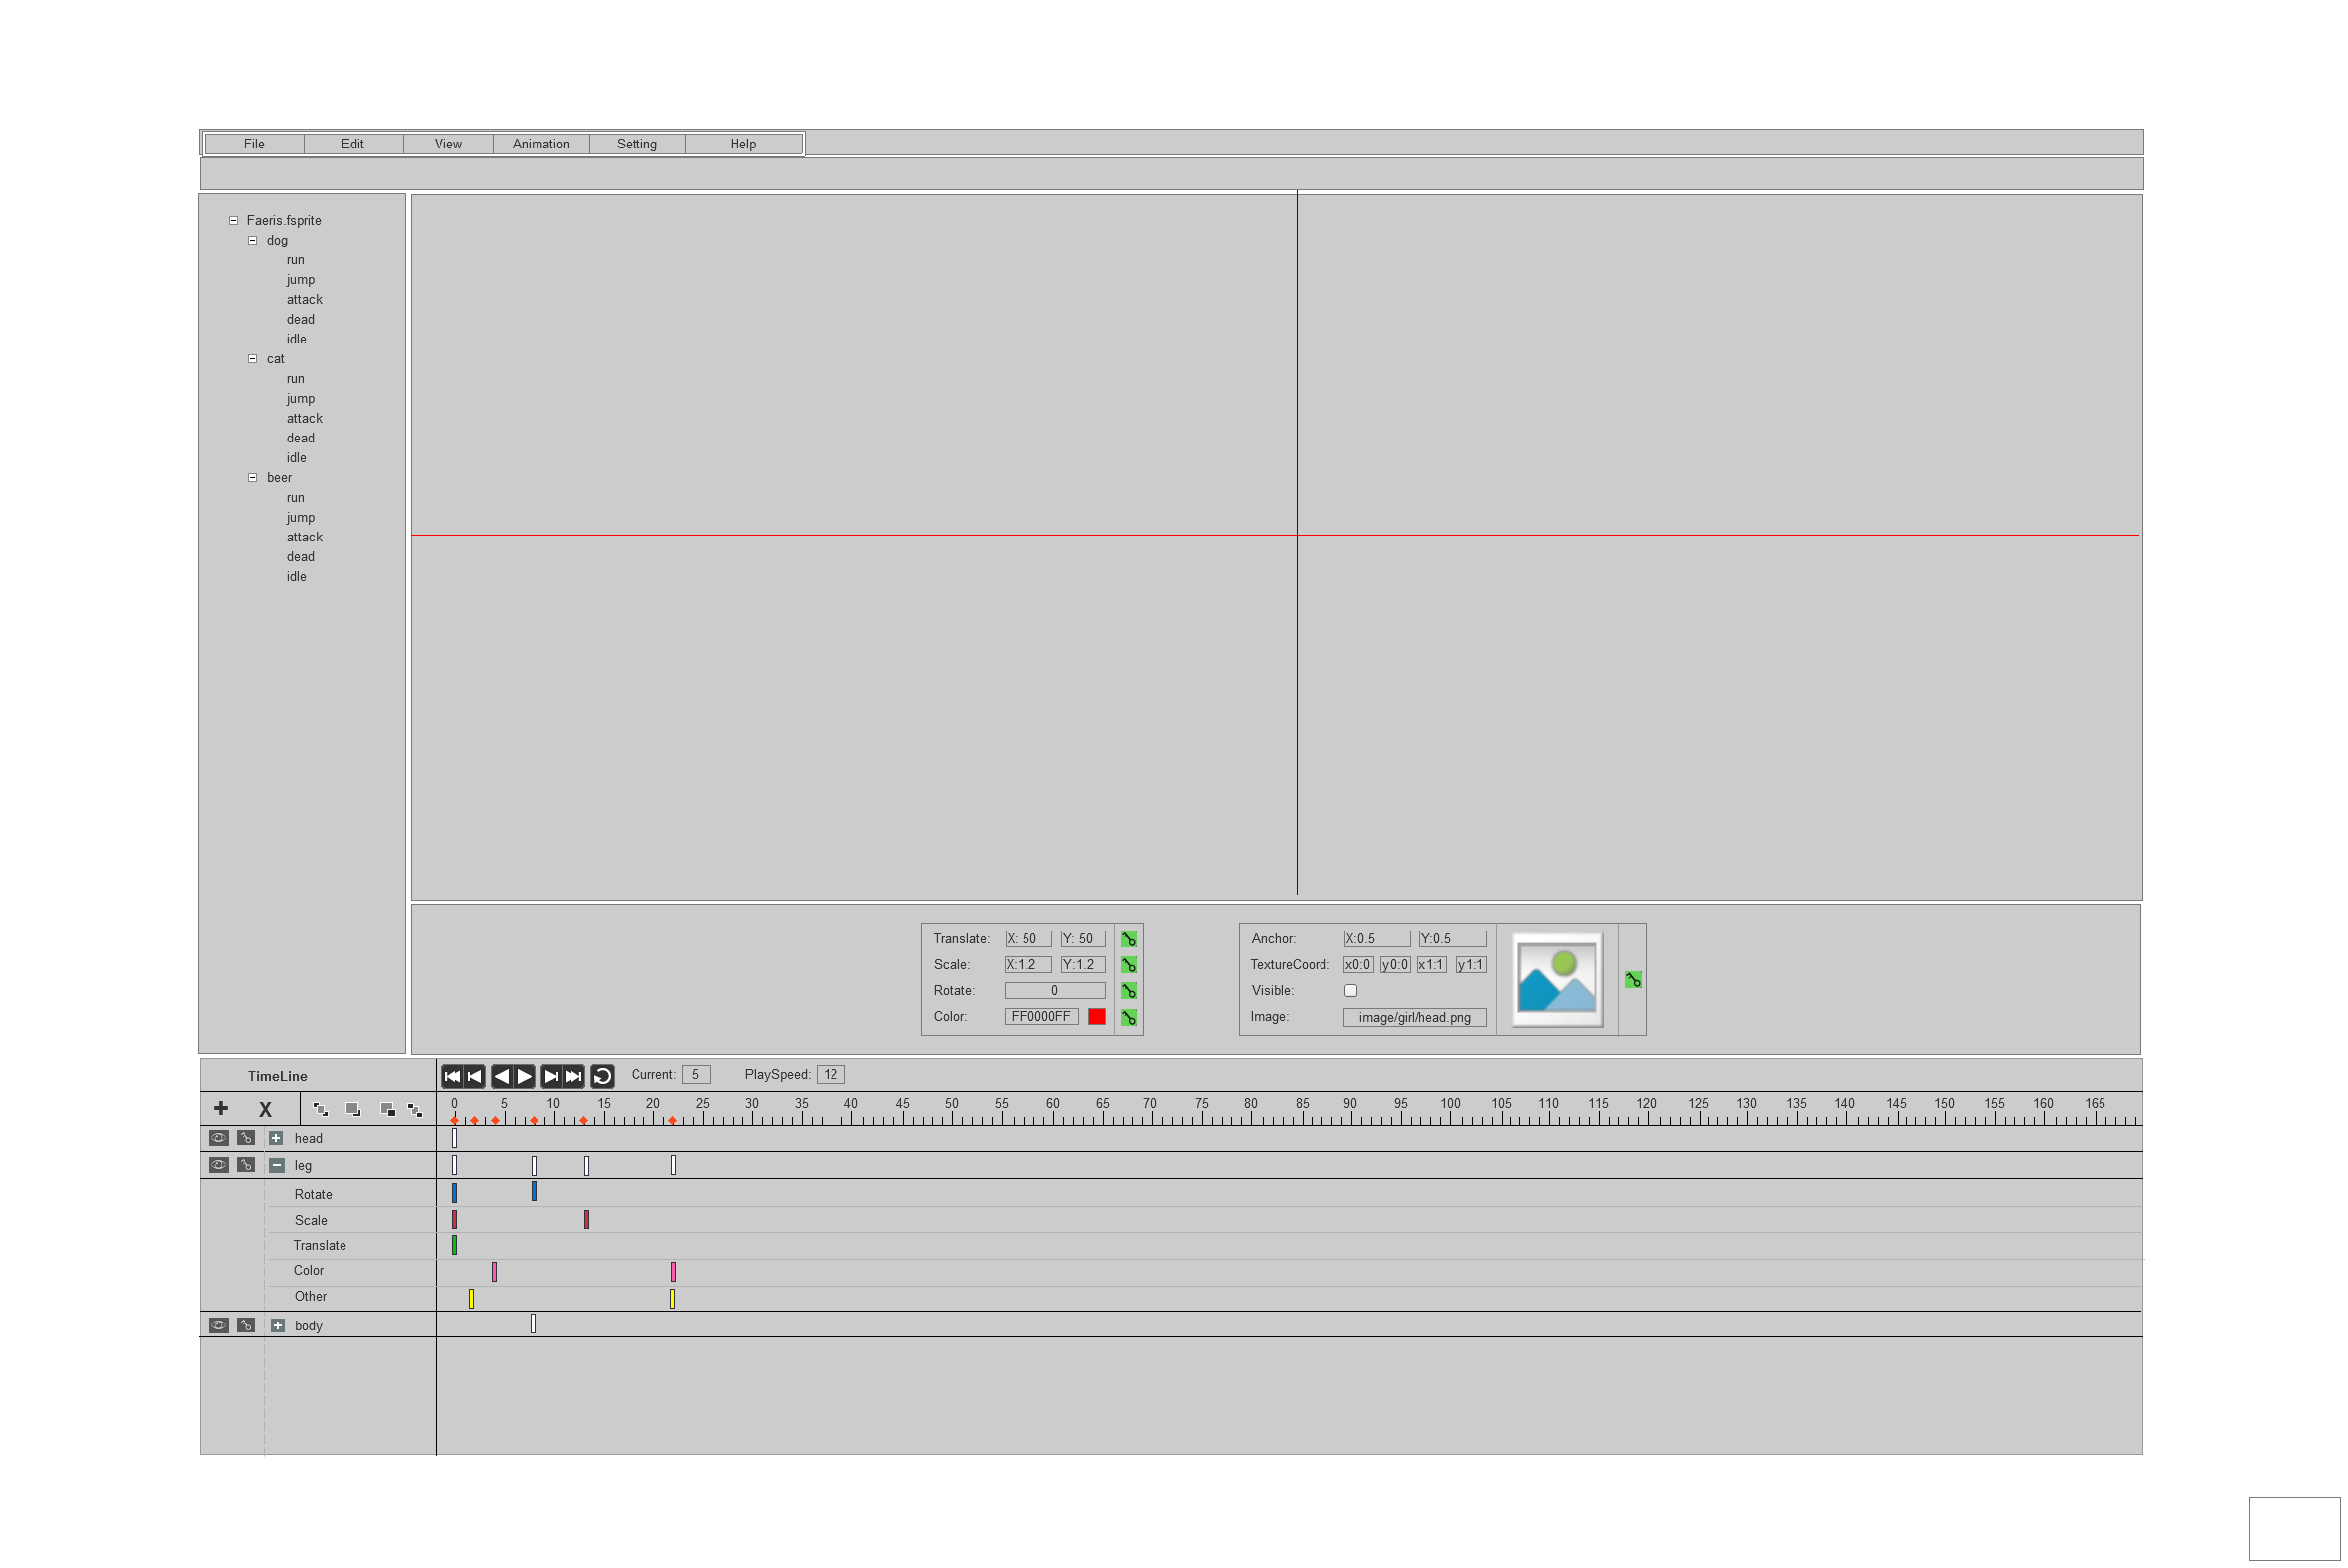 File Edit View Animation Setting Help
Faeris.fsprite
dog
run
jump
attack
dead
idle
cat
run
jump
attack
dead
idle
beer
run
jump
attack
dead
idle
Translate: X: 50 Y: 50
Scale: X:1.2 Y:1.2
Rotate: 0
Color: FF0000FF
Anchor: X:0.5 Y:0.5
TextureCoord: x0:0 y0:0 x1:1 y1:1
Visible:
Image: image/girl/head.png
TimeLine Current: 5 PlaySpeed: 12
X 0 5 10 15 20 25 30 35 40 45 50 55 60 65 70 75 80 85 90 95 100 105 110 115 120 125 130 135 140 145 150 155 160 165
head
leg
Rotate
Scale
Translate
Color
Other
body